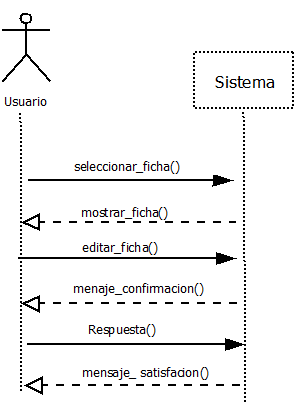 Sistema
Usuario
seleccionar_ficha()
mostrar_ficha()
editar_ficha()
menaje_confirmacion()
Respuesta()
mensaje_ satisfacion()